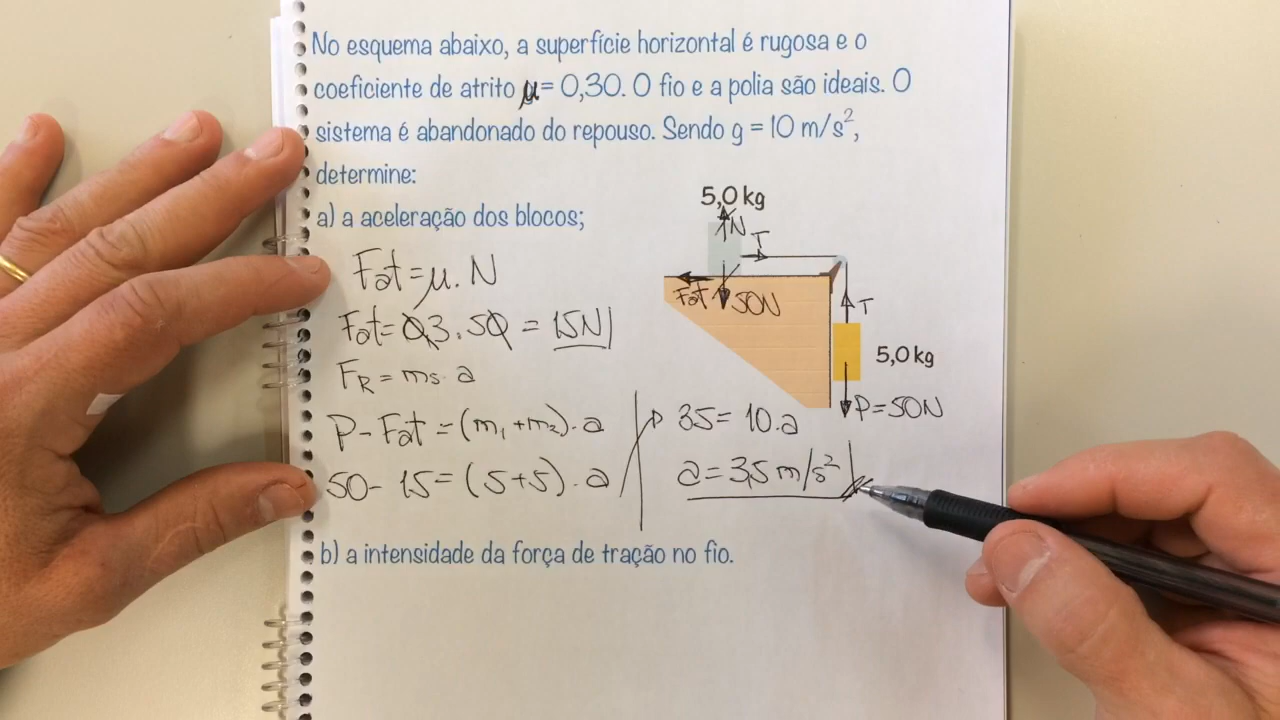 No esquema abaixo, a superfície horizontal é rugosa e o
coeficiente de atrito μ = 0,30. O fio e a polia são ideais. O
sistema é abandonado do repouso. Sendo g = 10 m/s²,
determine:
a) a aceleração dos blocos;
5,0 kg
N
T
Fat
50N
T
5,0 kg
P=50N
Fat=μ.N
Fat=0,3.50 = 15N
FR = ms.a
P-Fat=(m₁+m₂).a
50-15=(5+5).a
35=10.a
a=3,5 m/s²
b) a intensidade da força de tração no fio.